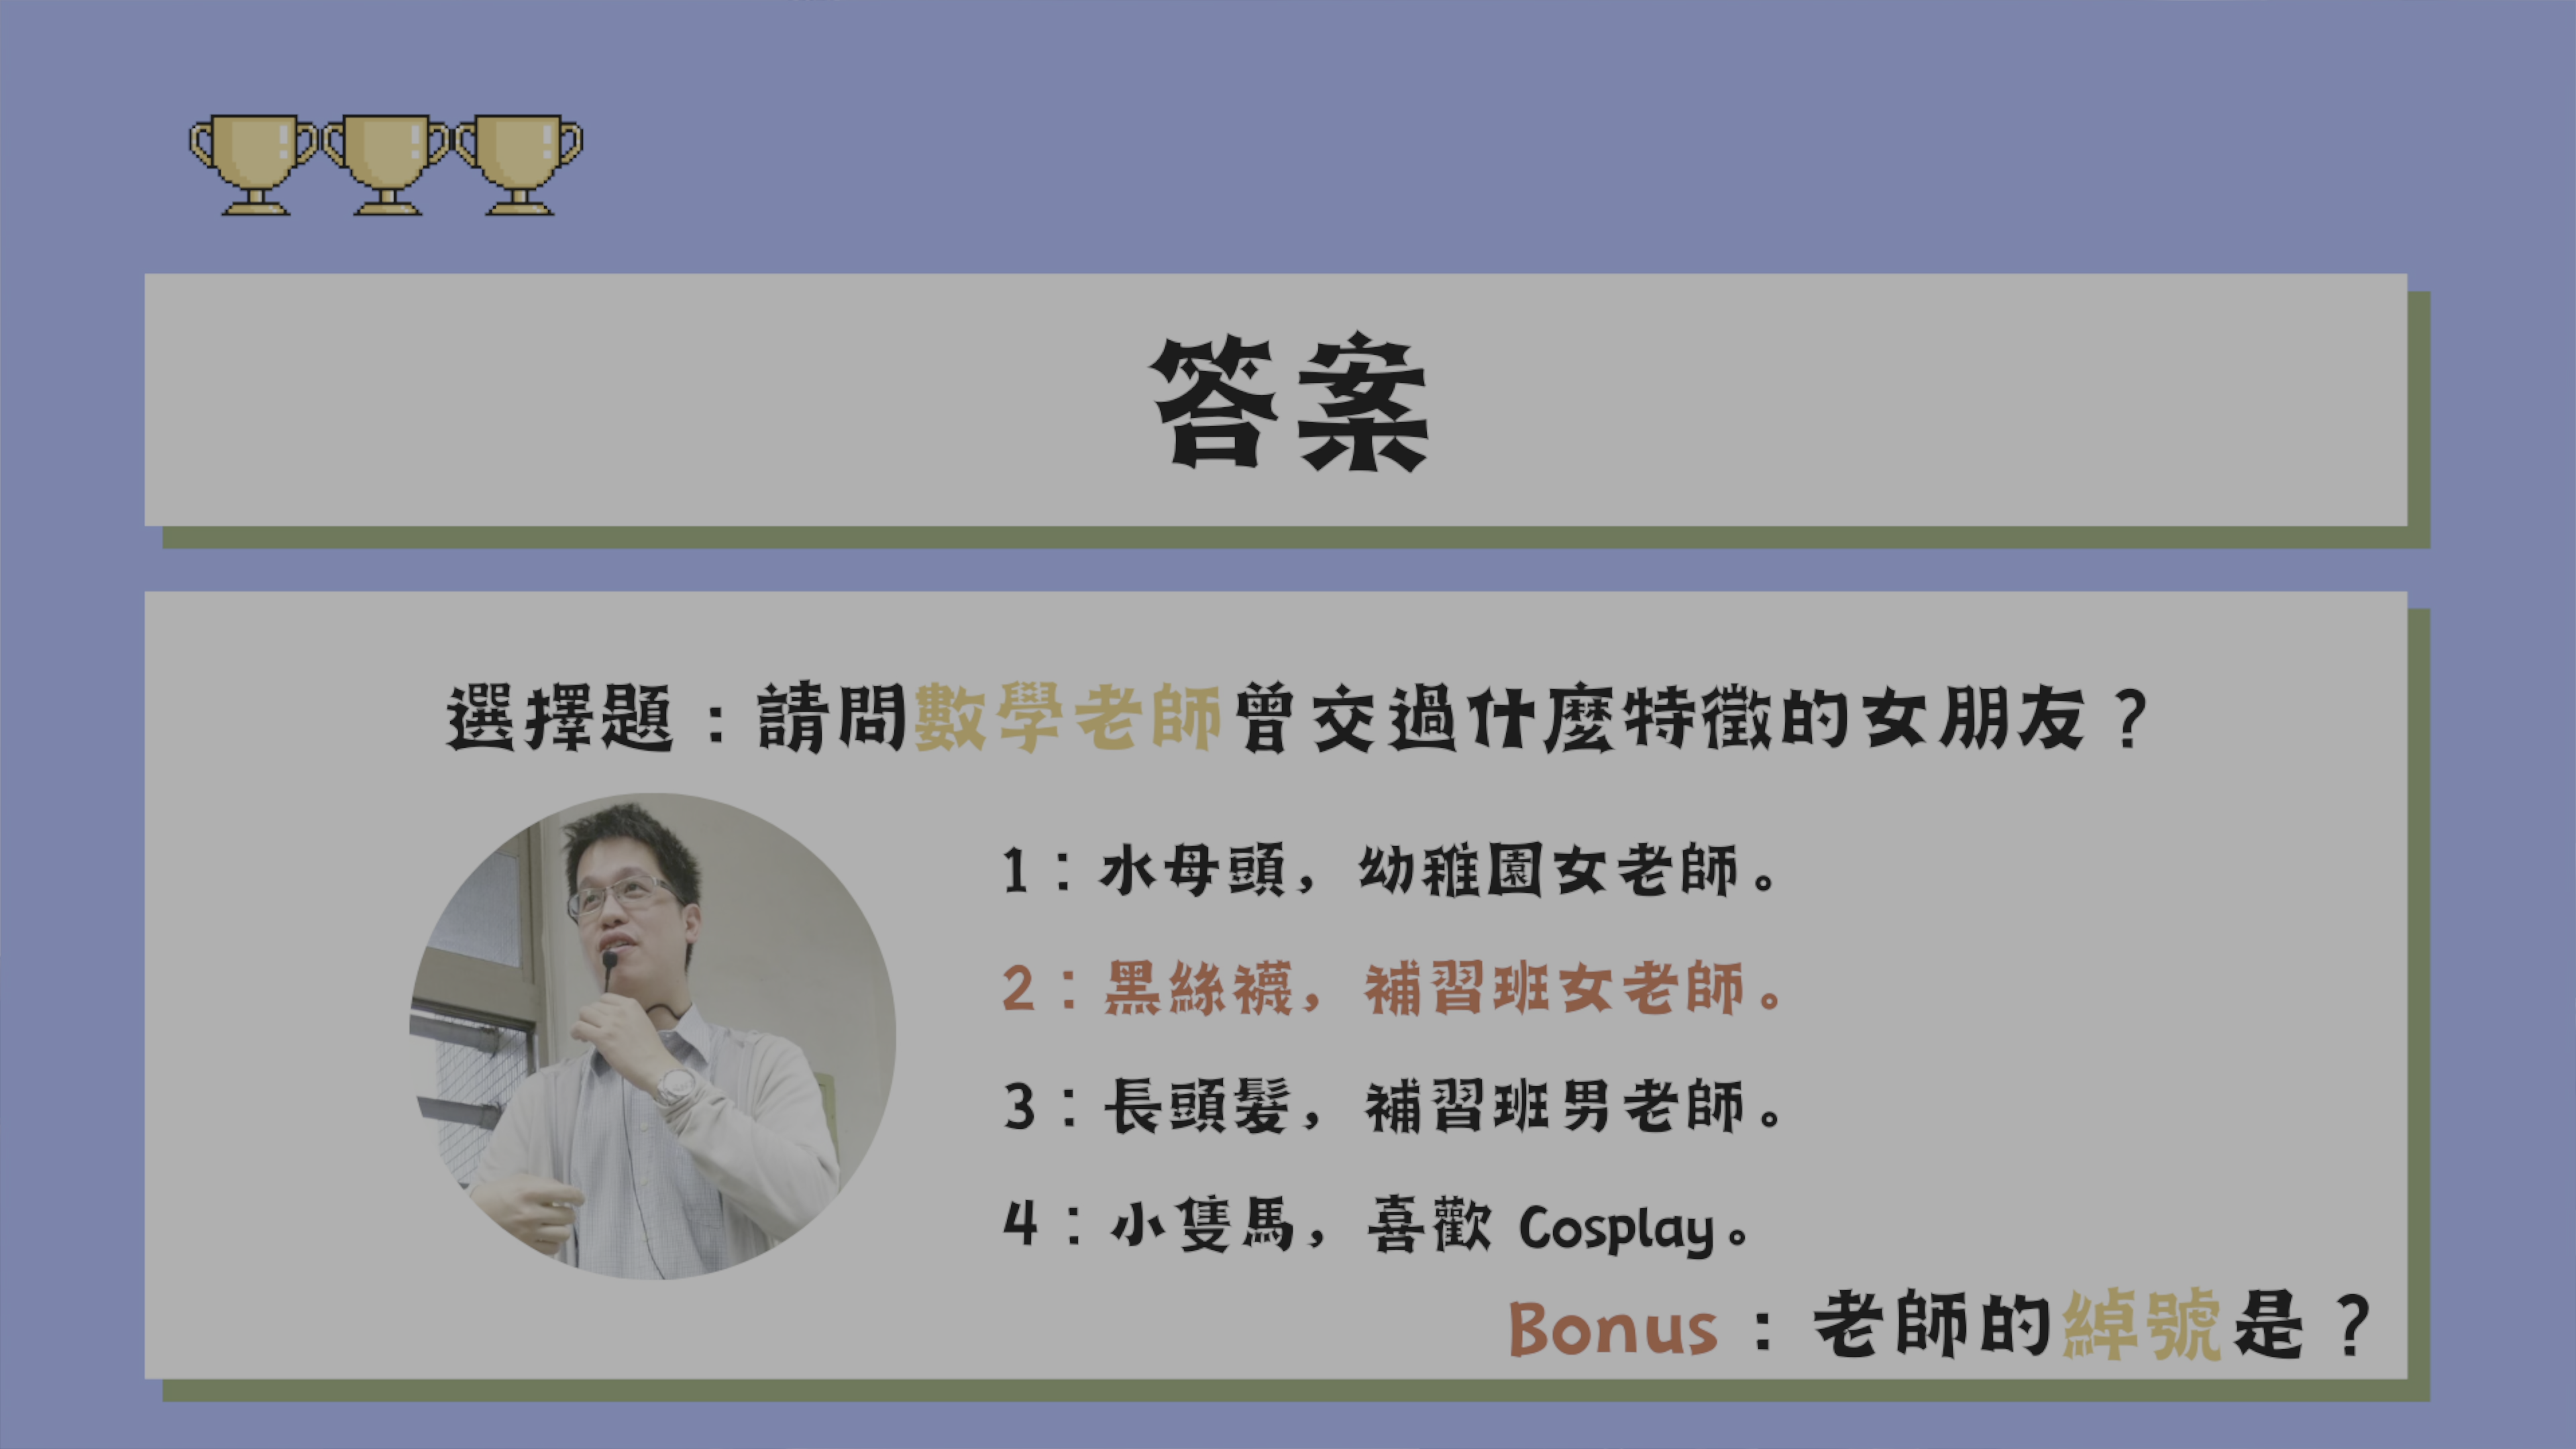 答案
選擇題：請問數學老師曾交過什麼特徵的女朋友？
1：水母頭，幼稚園女老師。
2：黑絲襪，補習班女老師。
3：長頭髮，補習班男老師。
4：小隻馬，喜歡 Cosplay。
Bonus：老師的綽號是？